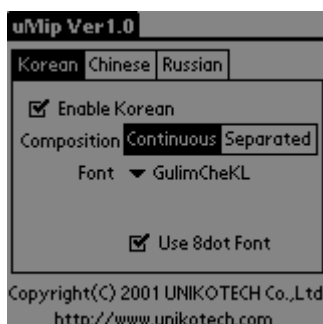 uMip Ver1.0
Korean Chinese Russian
Enable Korean
Composition Continuous Separated
Font GulimCheKL
Use 8dot Font
Copyright(C) 2001 UNIKOTECH Co.,Ltd
http://www.unikotech.com